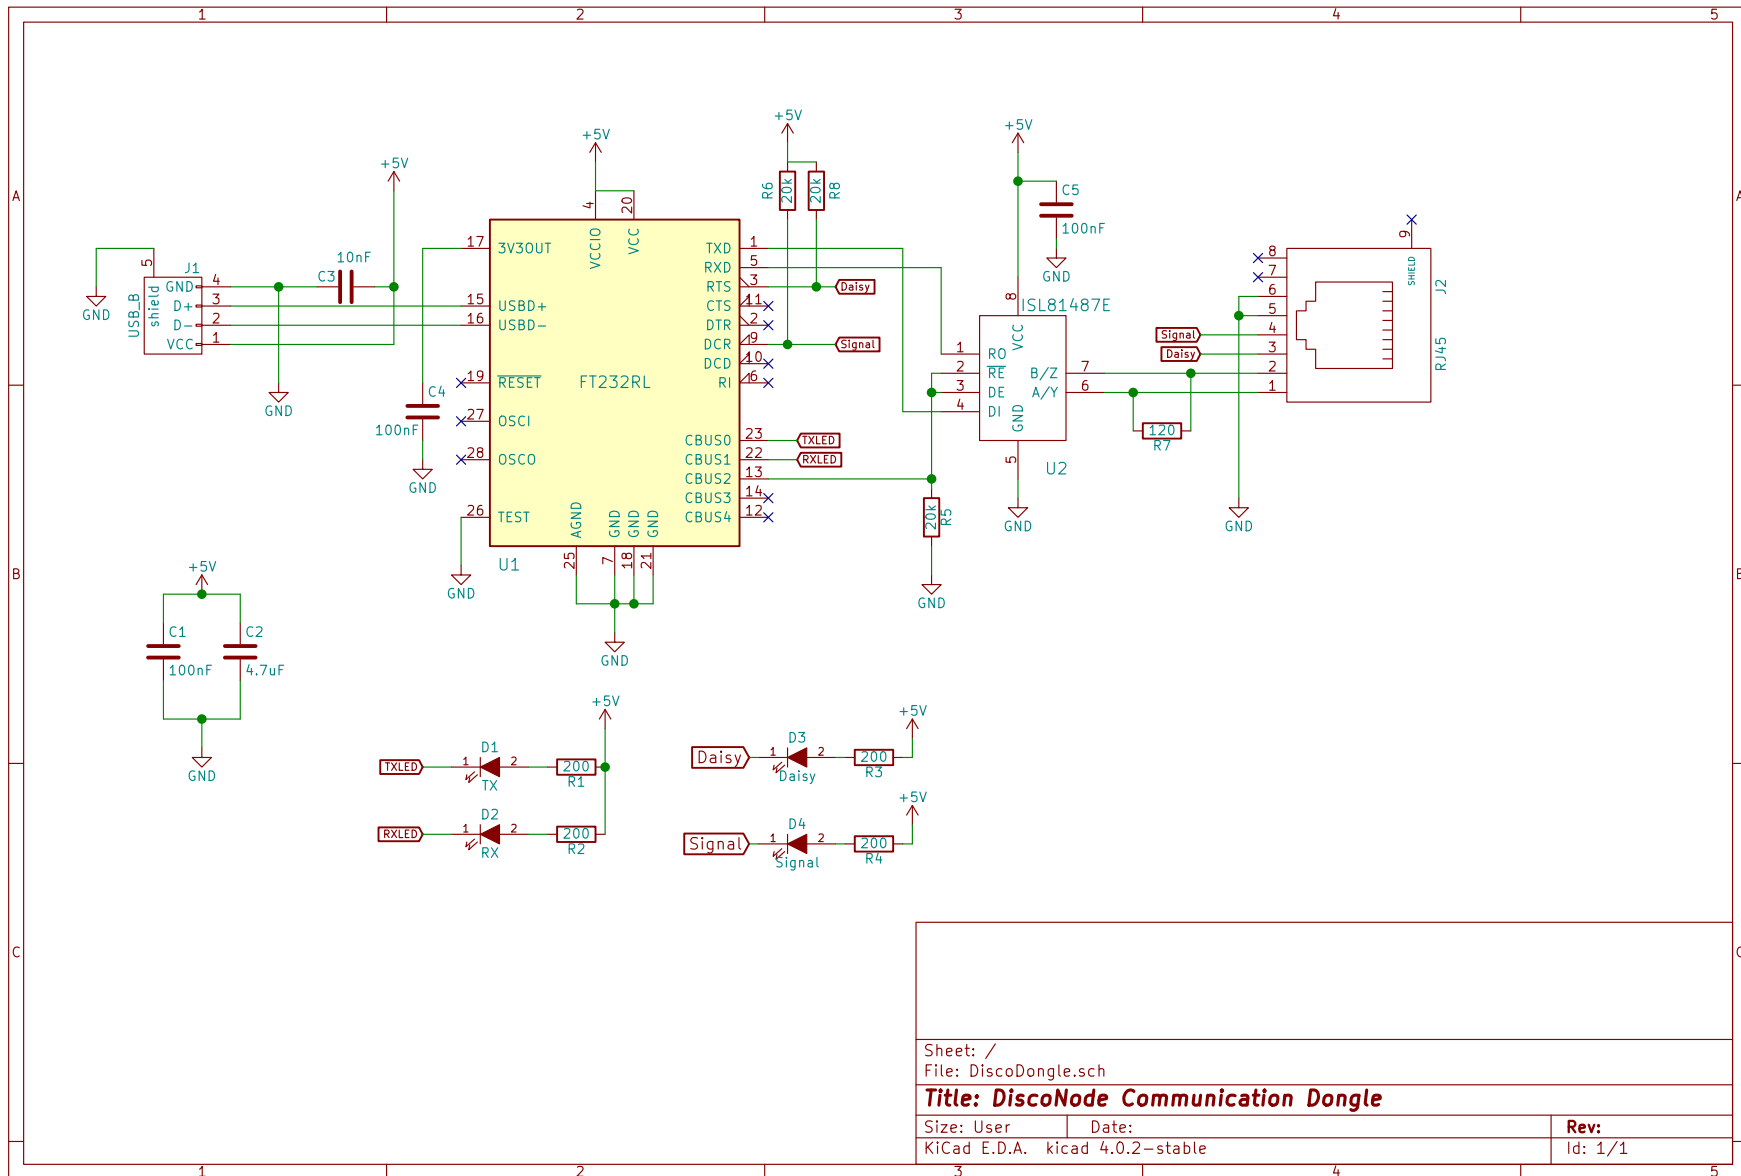 1 2 3 4 5
A
B
C
+5V
+5V
+5V
+5V
10nF
C3
J1
USB_B
shield
5
GND 4
D+ 3
D- 2
VCC 1
GND
GND
C4
100nF
GND
GND
4
20
VCCIO
VCC
17 3V3OUT
15 USBD+
16 USBD-
19 RESET
27 OSCI
28 OSCO
26 TEST
FT232RL
U1
TXD 1
RXD 5
RTS 3
CTS 11
DTR 2
DCR 9
DCD 10
RI 6
CBUS0 23
CBUS1 22
CBUS2 13
CBUS3 14
CBUS4 12
AGND GND GND GND
25 7 18 21
GND
R6 20k
20k R8
Daisy
Signal
TXLED
RXLED
20k R5
GND
C5
100nF
GND
8
ISL81487E
VCC
1 RO
2 RE
3 DE
4 DI
B/Z 7
A/Y 6
GND
5
U2
GND
120
R7
Signal
Daisy
GND
8
7
6
5
4
3
2
1
9
SHIELD
J2
RJ45
+5V
C1
100nF
C2
4.7uF
GND
+5V
TXLED
1 D1 2
TX
200
R1
RXLED
1 D2 2
RX
200
R2
+5V
Daisy
1 D3 2
Daisy
200
R3
+5V
Signal
1 D4 2
Signal
200
R4
Sheet: /
File: DiscoDongle.sch
Title: DiscoNode Communication Dongle
Size: User Date: Rev:
KiCad E.D.A. kicad 4.0.2-stable Id: 1/1
A
C
1 2 3 4 5